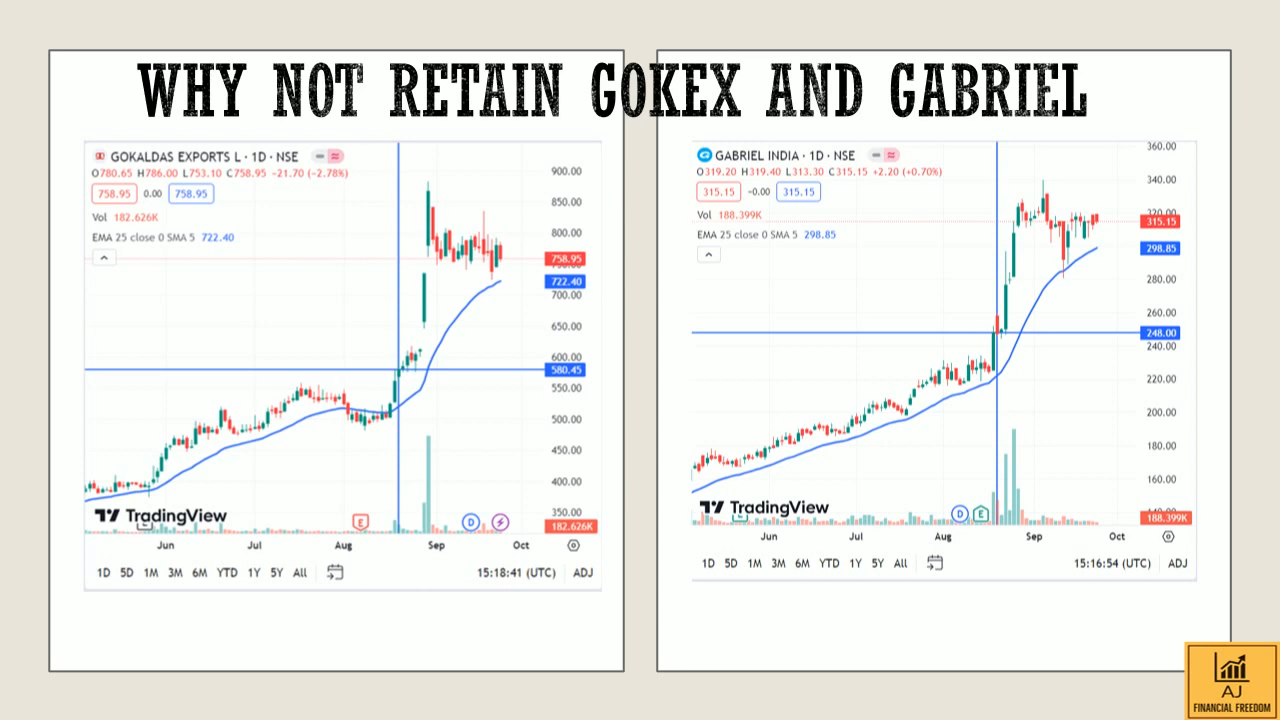 WHY NOT RETAIN GOKEX AND GABRIEL
GOKALDAS EXPORTS L · 1D · NSE
O780.65 H786.00 L753.10 C758.95 −21.70 (−2.78%)
758.95 0.00 758.95
Vol 182.626K
EMA 25 close 0 SMA 5 722.40
900.00
850.00
800.00
758.95
722.40
700.00
650.00
600.00
580.45
550.00
500.00
450.00
400.00
350.00
182.626K
TradingView
E D
Jun Jul Aug Sep Oct
1D 5D 1M 3M 6M YTD 1Y 5Y All 15:18:41 (UTC) ADJ
GABRIEL INDIA · 1D · NSE
O319.20 H319.40 L313.30 C315.15 +2.20 (+0.70%)
315.15 −0.00 315.15
Vol 188.399K
EMA 25 close 0 SMA 5 298.85
360.00
340.00
320.00
315.15
298.85
280.00
260.00
248.00
240.00
220.00
200.00
180.00
160.00
188.399K
TradingView
D E
Jun Jul Aug Sep Oct
1D 5D 1M 3M 6M YTD 1Y 5Y All 15:16:54 (UTC) ADJ
AJ
FINANCIAL FREEDOM